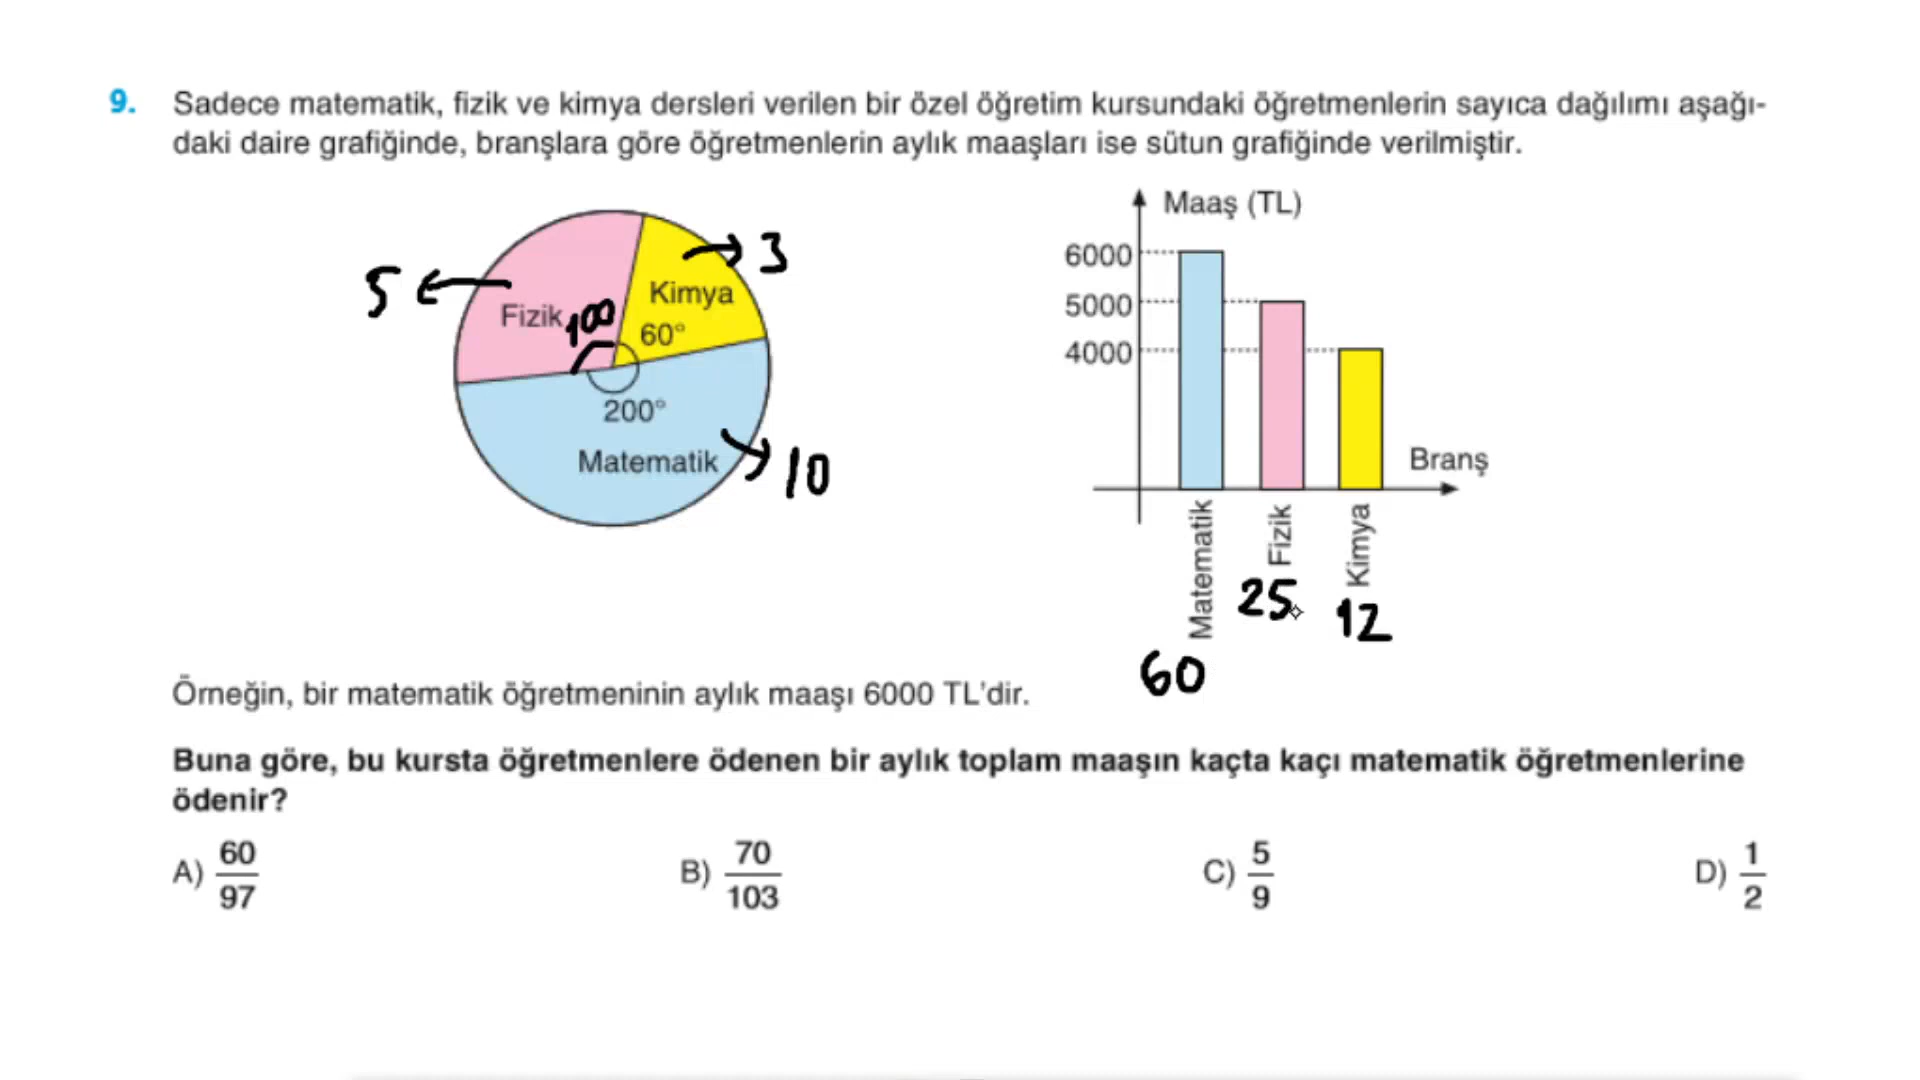 9. Sadece matematik, fizik ve kimya dersleri verilen bir özel öğretim kursundaki öğretmenlerin sayıca dağılımı aşağı-
daki daire grafiğinde, branşlara göre öğretmenlerin aylık maaşları ise sütun grafiğinde verilmiştir.
5
Fizik
100
Kimya
60°
3
200°
Matematik
10
Maaş (TL)
6000
5000
4000
Branş
Matematik
Fizik
Kimya
60
25
12
Örneğin, bir matematik öğretmeninin aylık maaşı 6000 TL'dir.
Buna göre, bu kursta öğretmenlere ödenen bir aylık toplam maaşın kaçta kaçı matematik öğretmenlerine
ödenir?
A) 60/97
B) 70/103
C) 5/9
D) 1/2